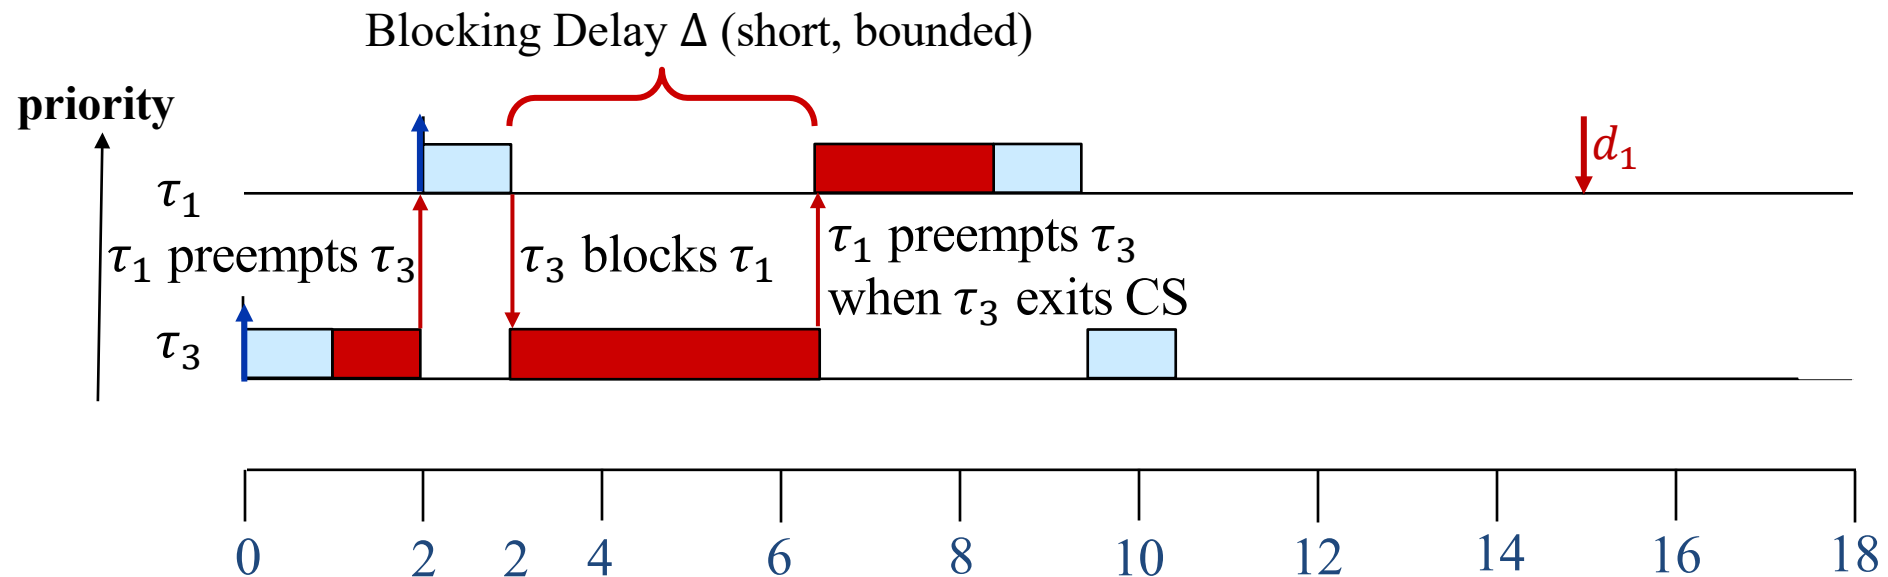 Blocking Delay Δ (short, bounded)
priority
d₁
τ₁
τ₁ preempts τ₃
τ₃ blocks τ₁
τ₁ preempts τ₃
when τ₃ exits CS
τ₃
0 2 2 4 6 8 10 12 14 16 18